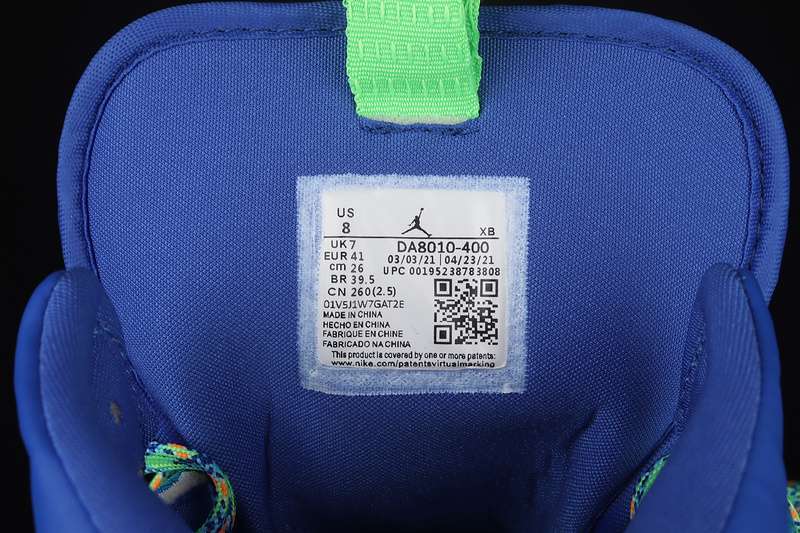 US
8
XB
UK 7
DA8010-400
EUR 41
03/03/21 | 04/23/21
cm 26
UPC 00195238783808
BR 39.5
CN 260(2.5)
01V5J1W7GAT2E
MADE IN CHINA
HECHO EN CHINA
FABRIQUE EN CHINE
FABRICADO NA CHINA
This product is covered by one or more patents:
www.nike.com/patentsvirtualmarking